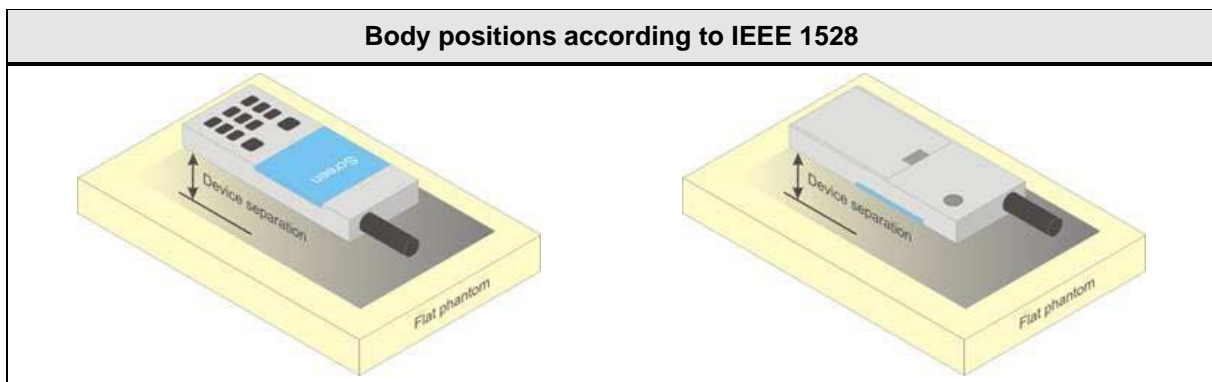 Body positions according to IEEE 1528
Screen
Device separation
Flat phantom
Device separation
Flat phantom